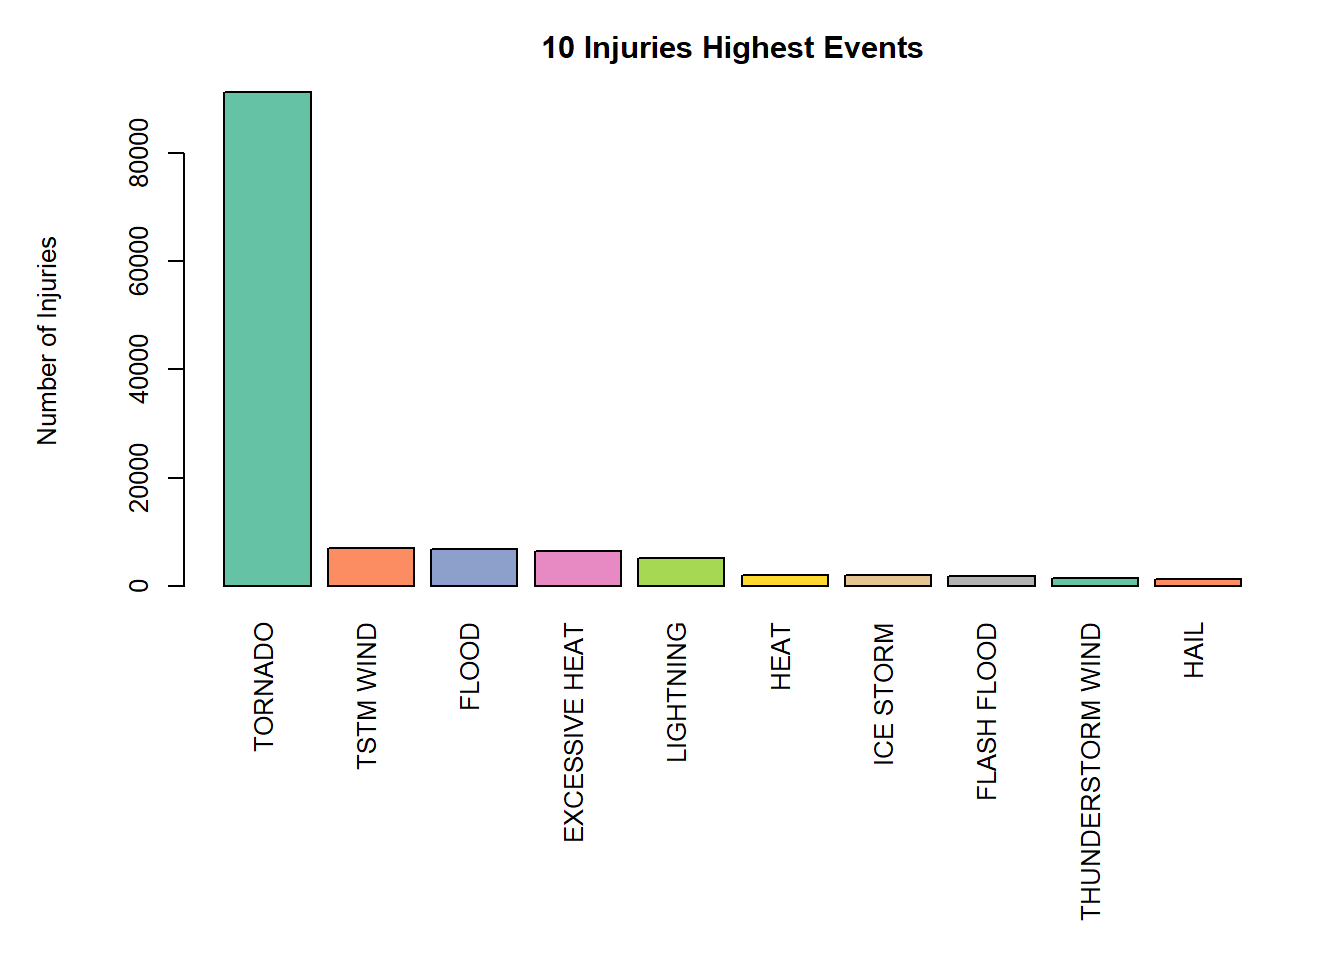 10 Injuries Highest Events
Number of Injuries
80000
60000
40000
20000
0
TORNADO
TSTM WIND
FLOOD
EXCESSIVE HEAT
LIGHTNING
HEAT
ICE STORM
FLASH FLOOD
THUNDERSTORM WIND
HAIL